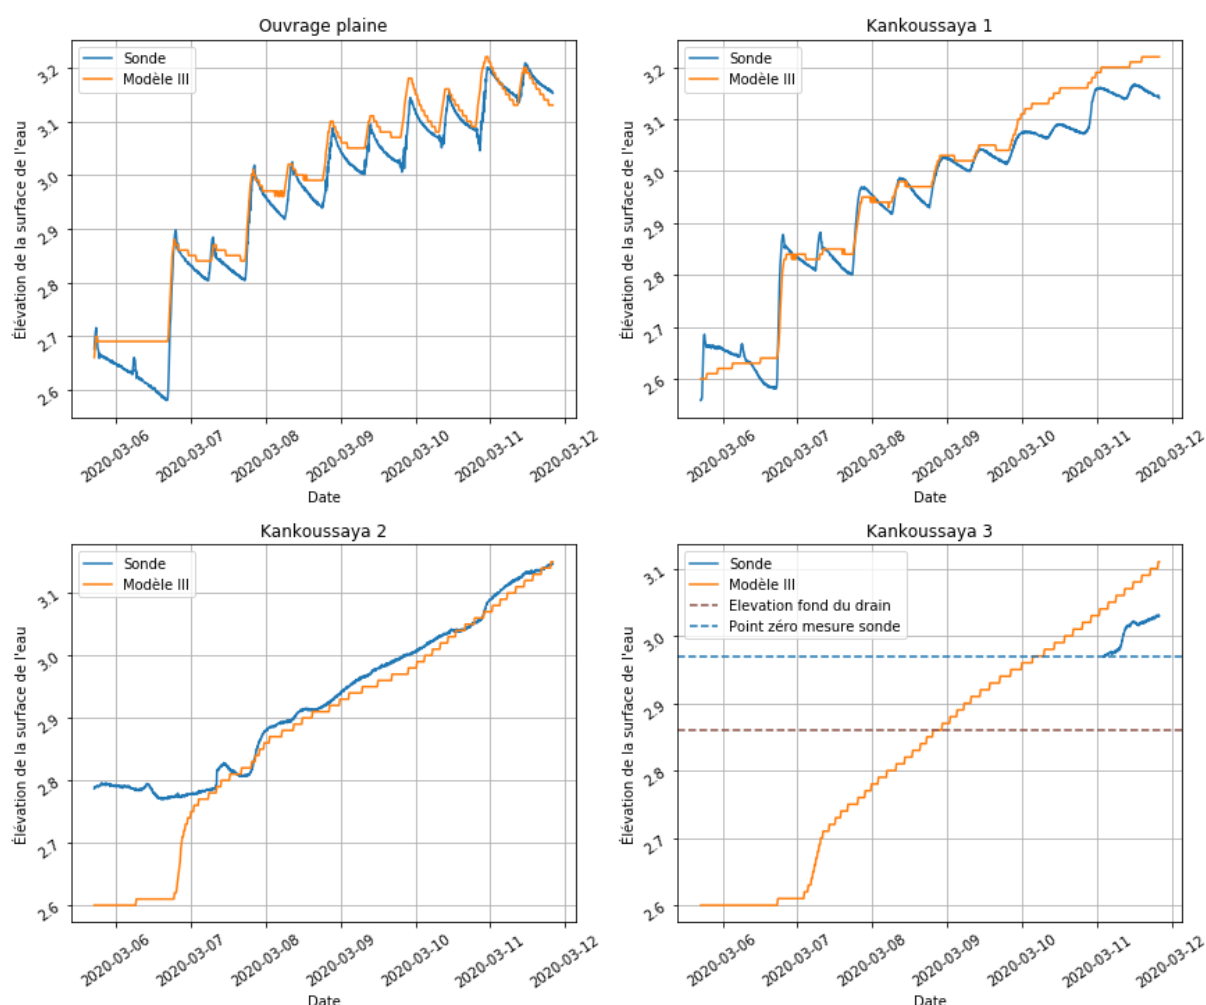 Ouvrage plaine
Sonde
Modèle III
Élévation de la surface de l'eau
3.2
3.1
3.0
2.9
2.8
2.7
2.6
2020-03-06
2020-03-07
2020-03-08
2020-03-09
2020-03-10
2020-03-11
2020-03-12
Date
Kankoussaya 1
Sonde
Modèle III
Élévation de la surface de l'eau
3.2
3.1
3.0
2.9
2.8
2.7
2.6
2020-03-06
2020-03-07
2020-03-08
2020-03-09
2020-03-10
2020-03-11
2020-03-12
Date
Kankoussaya 2
Sonde
Modèle III
Élévation de la surface de l'eau
3.1
3.0
2.9
2.8
2.7
2.6
2020-03-06
2020-03-07
2020-03-08
2020-03-09
2020-03-10
2020-03-11
2020-03-12
Date
Kankoussaya 3
Sonde
Modèle III
Elevation fond du drain
Point zéro mesure sonde
Élévation de la surface de l'eau
3.1
3.0
2.9
2.8
2.7
2.6
2020-03-06
2020-03-07
2020-03-08
2020-03-09
2020-03-10
2020-03-11
2020-03-12
Date